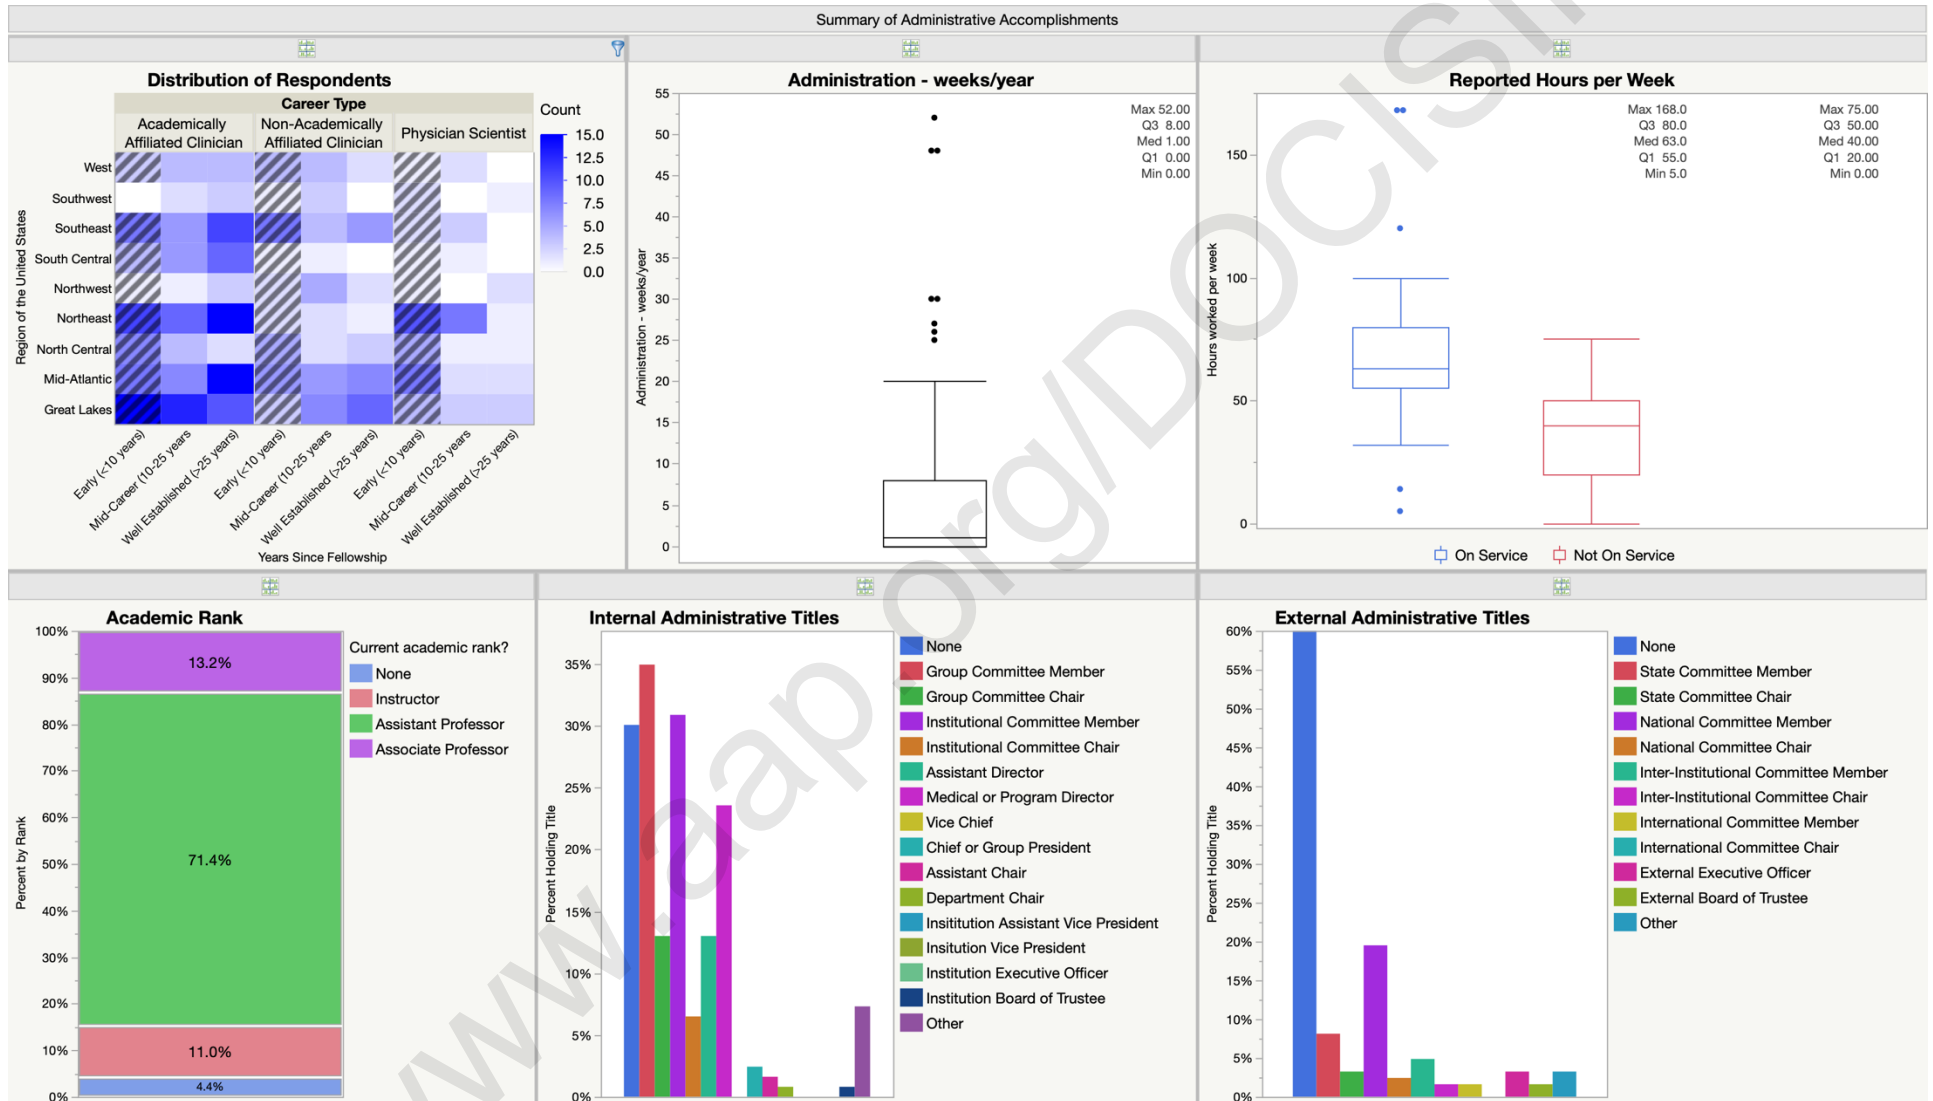 Summary of Administrative Accomplishments
Distribution of Respondents
Career Type
Academically
Affiliated Clinician
Non-Academically
Affiliated Clinician
Physician Scientist
Count
15.0
12.5
10.0
7.5
5.0
2.5
0.0
Region of the United States
West
Southwest
Southeast
South Central
Northwest
Northeast
North Central
Mid-Atlantic
Great Lakes
Early (<10 years)
Mid-Career (10-25 years
Well Established (>25 years)
Early (<10 years)
Mid-Career (10-25 years
Well Established (>25 years)
Early (<10 years)
Mid-Career (10-25 years
Well Established (>25 years)
Years Since Fellowship
Administration - weeks/year
Administration - weeks/year
55
50
45
40
35
30
25
20
15
10
5
0
Max 52.00
Q3 8.00
Med 1.00
Q1 0.00
Min 0.00
Reported Hours per Week
Hours worked per week
150
100
50
0
Max 168.0
Q3 80.0
Med 63.0
Q1 55.0
Min 5.0
Max 75.00
Q3 50.00
Med 40.00
Q1 20.00
Min 0.00
On Service
Not On Service
Academic Rank
Percent by Rank
100%
90%
80%
70%
60%
50%
40%
30%
20%
10%
0%
13.2%
71.4%
11.0%
4.4%
Current academic rank?
None
Instructor
Assistant Professor
Associate Professor
Internal Administrative Titles
Percent Holding Title
35%
30%
25%
20%
15%
10%
5%
0%
None
Group Committee Member
Group Committee Chair
Institutional Committee Member
Institutional Committee Chair
Assistant Director
Medical or Program Director
Vice Chief
Chief or Group President
Assistant Chair
Department Chair
Insititution Assistant Vice President
Insitution Vice President
Institution Executive Officer
Institution Board of Trustee
Other
External Administrative Titles
Percent Holding Title
60%
55%
50%
45%
40%
35%
30%
25%
20%
15%
10%
5%
0%
None
State Committee Member
State Committee Chair
National Committee Member
National Committee Chair
Inter-Institutional Committee Member
Inter-Institutional Committee Chair
International Committee Member
International Committee Chair
External Executive Officer
External Board of Trustee
Other